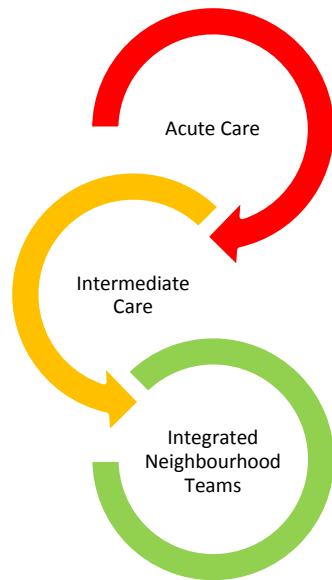 Acute Care
Intermediate
Care
Integrated
Neighbourhood
Teams